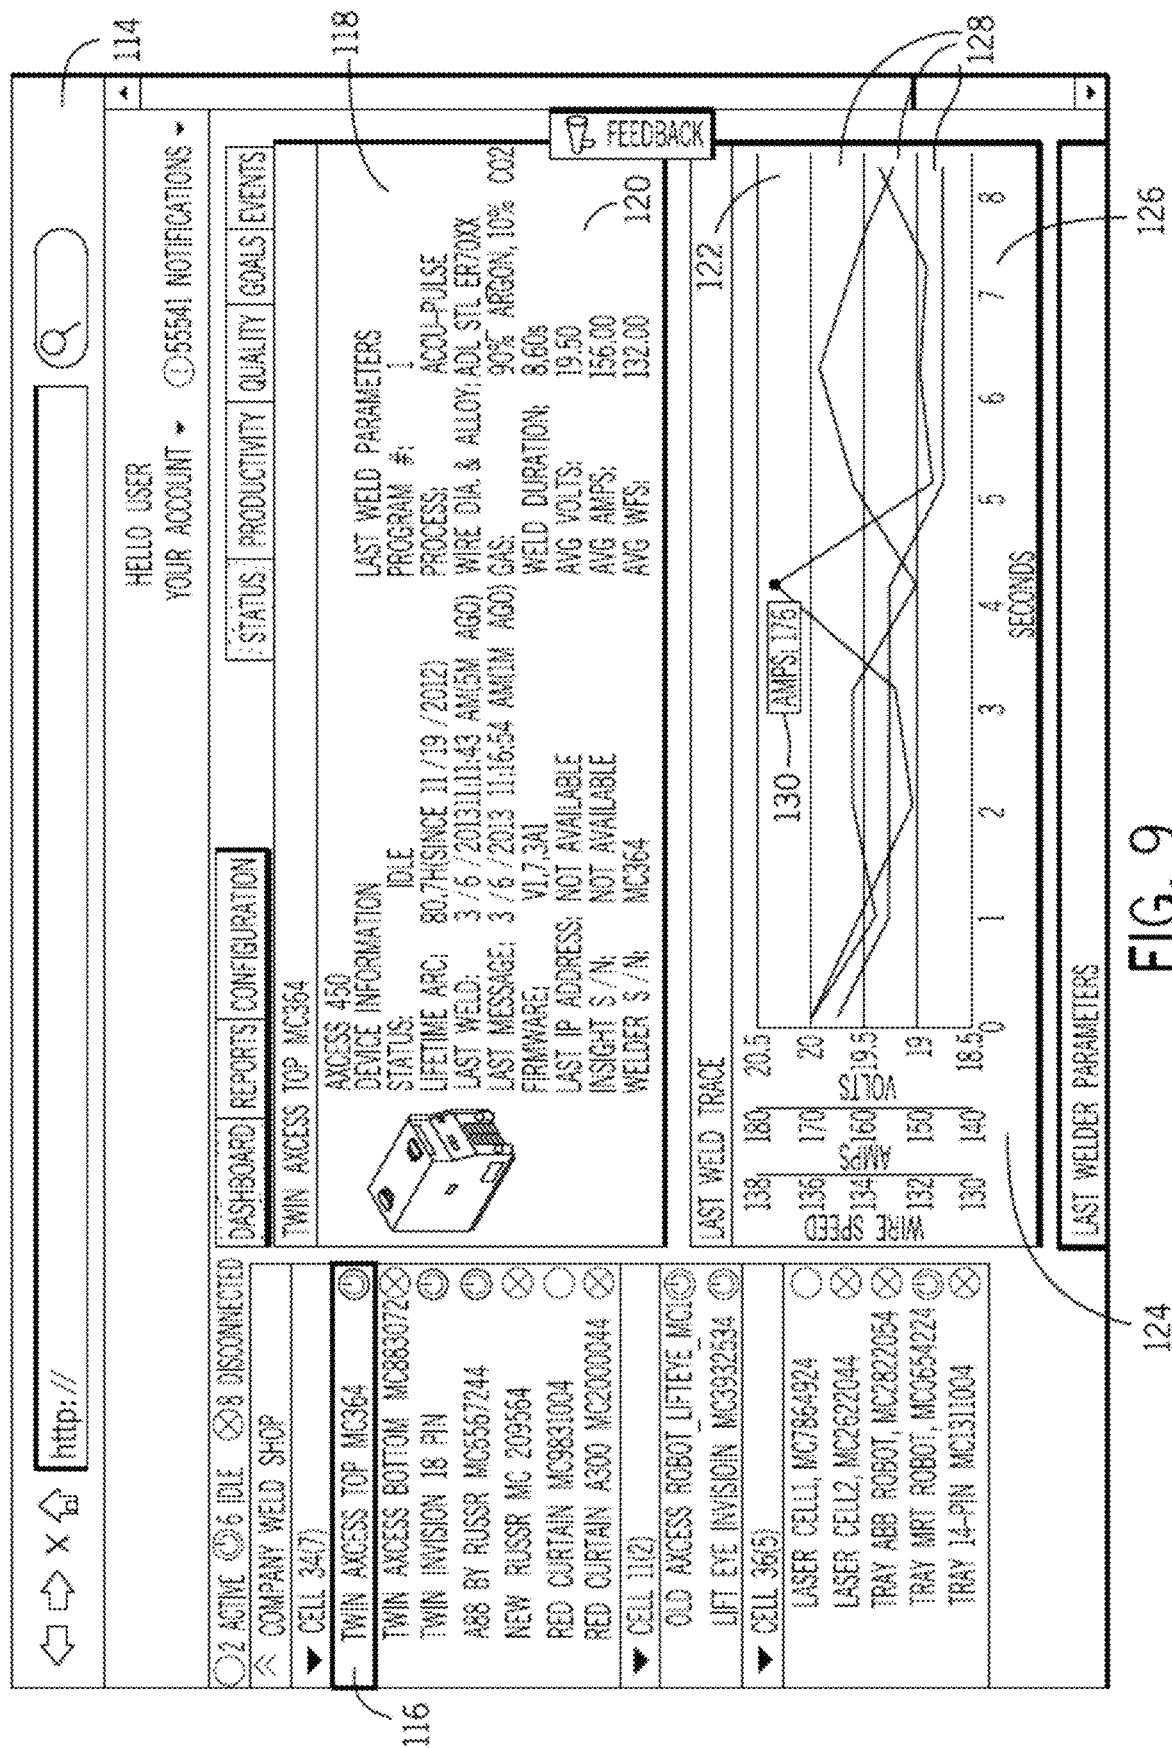 114
http://
HELLO USER
YOUR ACCOUNT
55541 NOTIFICATIONS
2 ACTIVE 6 IDLE 8 DISCONNECTED
COMPANY WELD SHOP
CELL 34(7)
TWIN AXCESS TOP MC364
TWIN AXCESS BOTTOM MC883072
TWIN INVISION 18 PIN
ABB BY RUSSR MC65567244
NEW RUSSR MC 209564
RED CURTAIN MC9831004
RED CURTAIN A300 MC2000044
CELL 11(2)
OLD AXCESS ROBOT_LIFTEYE_MC1
LIFT EYE INVISIOIN MC3932634
CELL 36(5)
LASER CELL1, MC7864924
LASER CELL2, MC2622044
TRAY ABB ROBOT, MC2822054
TRAY MRT ROBOT, MC3654224
TRAY 14-PIN MC131004
116
DASHBOARD REPORTS CONFIGURATION
STATUS PRODUCTIVITY QUALITY GOALS EVENTS
TWIN AXCESS TOP MC364
118
AXCESS 450
DEVICE INFORMATION
STATUS: IDLE
LIFETIME ARC: 80.7H(SINCE 11/19/2012)
LAST WELD: 3/6/2013 11:11:43 AM(5M AGO)
LAST MESSAGE: 3/6/2013 11:16:54 AM(1M AGO)
FIRMWARE: V1.7.3A1
LAST IP ADDRESS: NOT AVAILABLE
INSIGHT S/N: NOT AVAILABLE
WELDER S/N: MC364
LAST WELD PARAMETERS
PROGRAM #: 1
PROCESS: ACCU-PULSE
WIRE DIA. & ALLOY: ADL STL ER70XX
GAS: 90% ARGON, 10% CO2
WELD DURATION: 8.60s
AVG VOLTS: 19.50
AVG AMPS: 156.00
AVG WFS: 132.00
120
FEEDBACK
LAST WELD TRACE
122
WIRE SPEED
138
136
134
132
130
AMPS
180
170
160
150
140
VOLTS
20.5
20
19.5
19
18.5
130
AMPS: 175
128
0 1 2 3 4 5 6 7 8
SECONDS
124
126
LAST WELDER PARAMETERS
FIG. 9